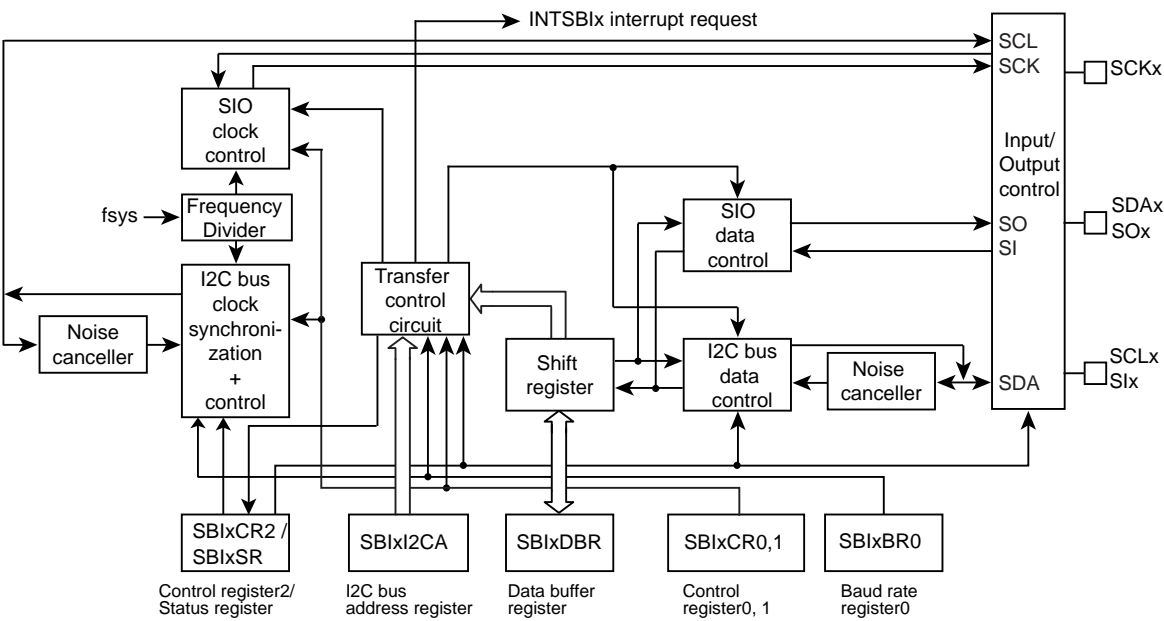 INTSBIx interrupt request
SCL
SCK
SCKx
SIO
clock
control
Input/
Output
control
fsys
Frequency
Divider
SIO
data
control
SO
SI
SDAx
SOx
I2C bus
clock
synchroni-
zation
+
control
Transfer
control
circuit
Noise
canceller
Shift
register
I2C bus
data
control
Noise
canceller
SDA
SCLx
SIx
SBIxCR2 /
SBIxSR
SBIxI2CA
SBIxDBR
SBIxCR0,1
SBIxBR0
Control register2/
Status register
I2C bus
address register
Data buffer
register
Control
register0, 1
Baud rate
register0